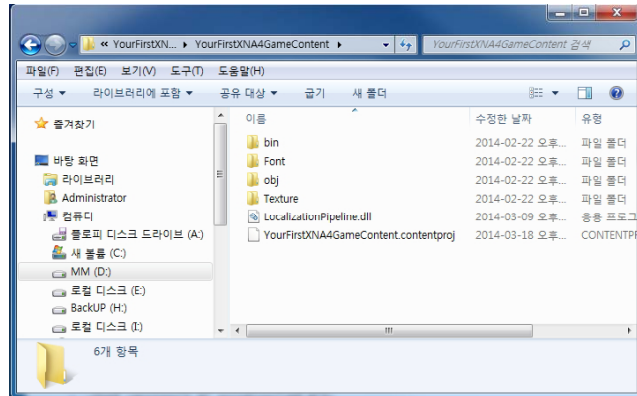 « YourFirstXN... ▸ YourFirstXNA4GameContent ▸
YourFirstXNA4GameContent 검색
파일(F) 편집(E) 보기(V) 도구(T) 도움말(H)
구성 라이브러리에 포함 공유 대상 굽기 새 폴더
즐겨찾기
바탕 화면
라이브러리
Administrator
컴퓨터
플로피 디스크 드라이브 (A:)
새 볼륨 (C:)
MM (D:)
로컬 디스크 (E:)
BackUP (H:)
로컬 디스크 (I:)
이름 수정한 날짜 유형
bin 2014-02-22 오후... 파일 폴더
Font 2014-02-22 오후... 파일 폴더
obj 2014-02-22 오후... 파일 폴더
Texture 2014-02-22 오후... 파일 폴더
LocalizationPipeline.dll 2014-03-09 오후... 응용 프로그
YourFirstXNA4GameContent.contentproj 2014-03-18 오후... CONTENTPF
6개 항목